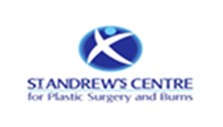 ST ANDREW'S CENTRE
for Plastic Surgery and Burns